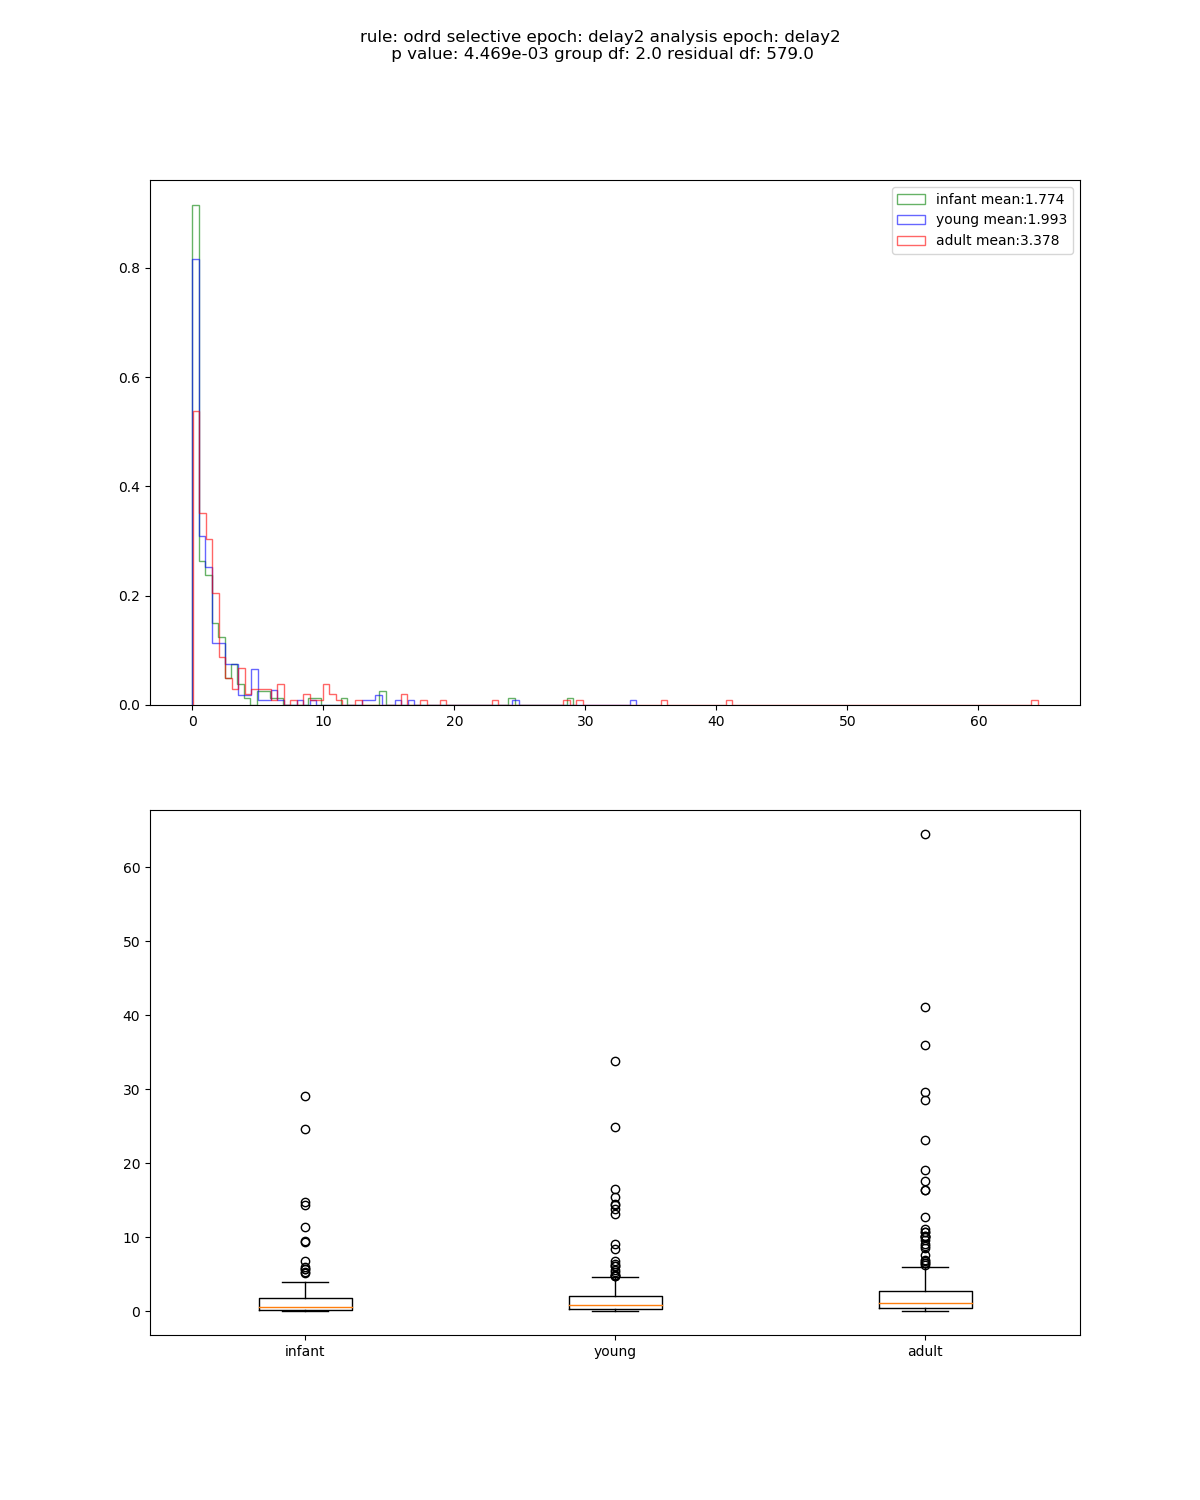 rule: odrd selective epoch: delay2 analysis epoch: delay2
p value: 4.469e-03 group df: 2.0 residual df: 579.0
infant mean:1.774
young mean:1.993
adult mean:3.378
0.8
0.6
0.4
0.2
0.0
0 10 20 30 40 50 60
60
50
40
30
20
10
0
infant young adult